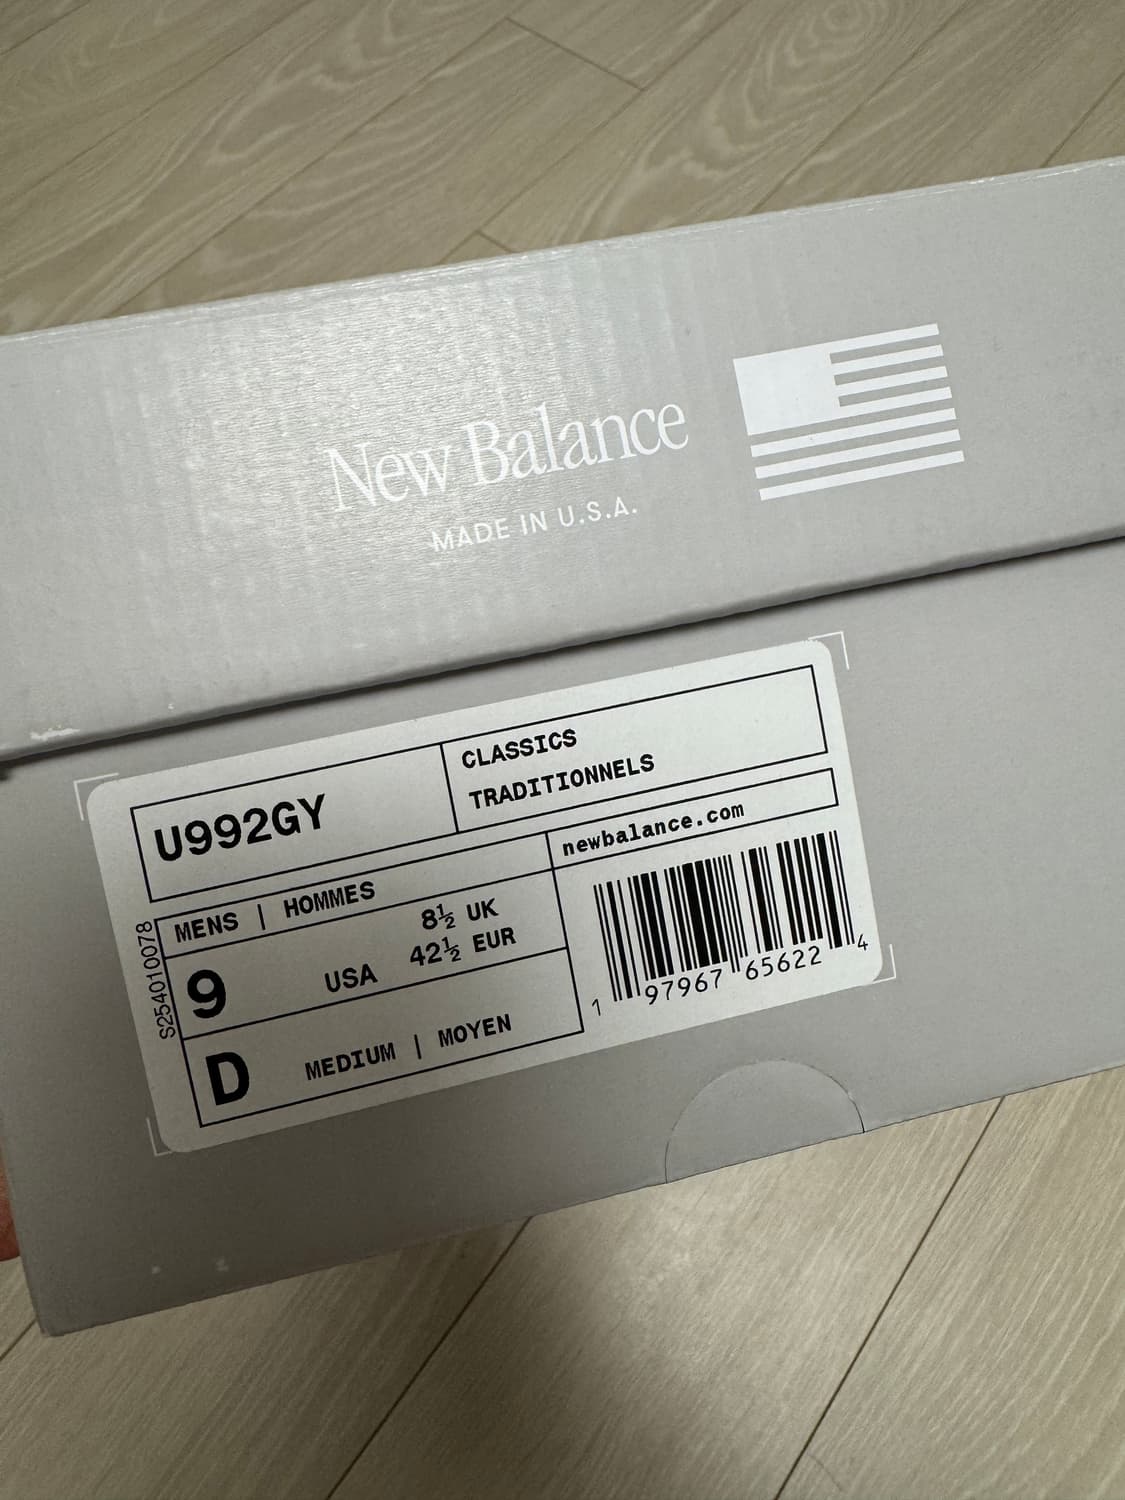 New Balance
MADE IN U.S.A.
U992GY
CLASSICS
TRADITIONNELS
newbalance.com
MENS | HOMMES
9 USA 8½ UK
42½ EUR
D MEDIUM | MOYEN
S254010078
1 97967 65622 4